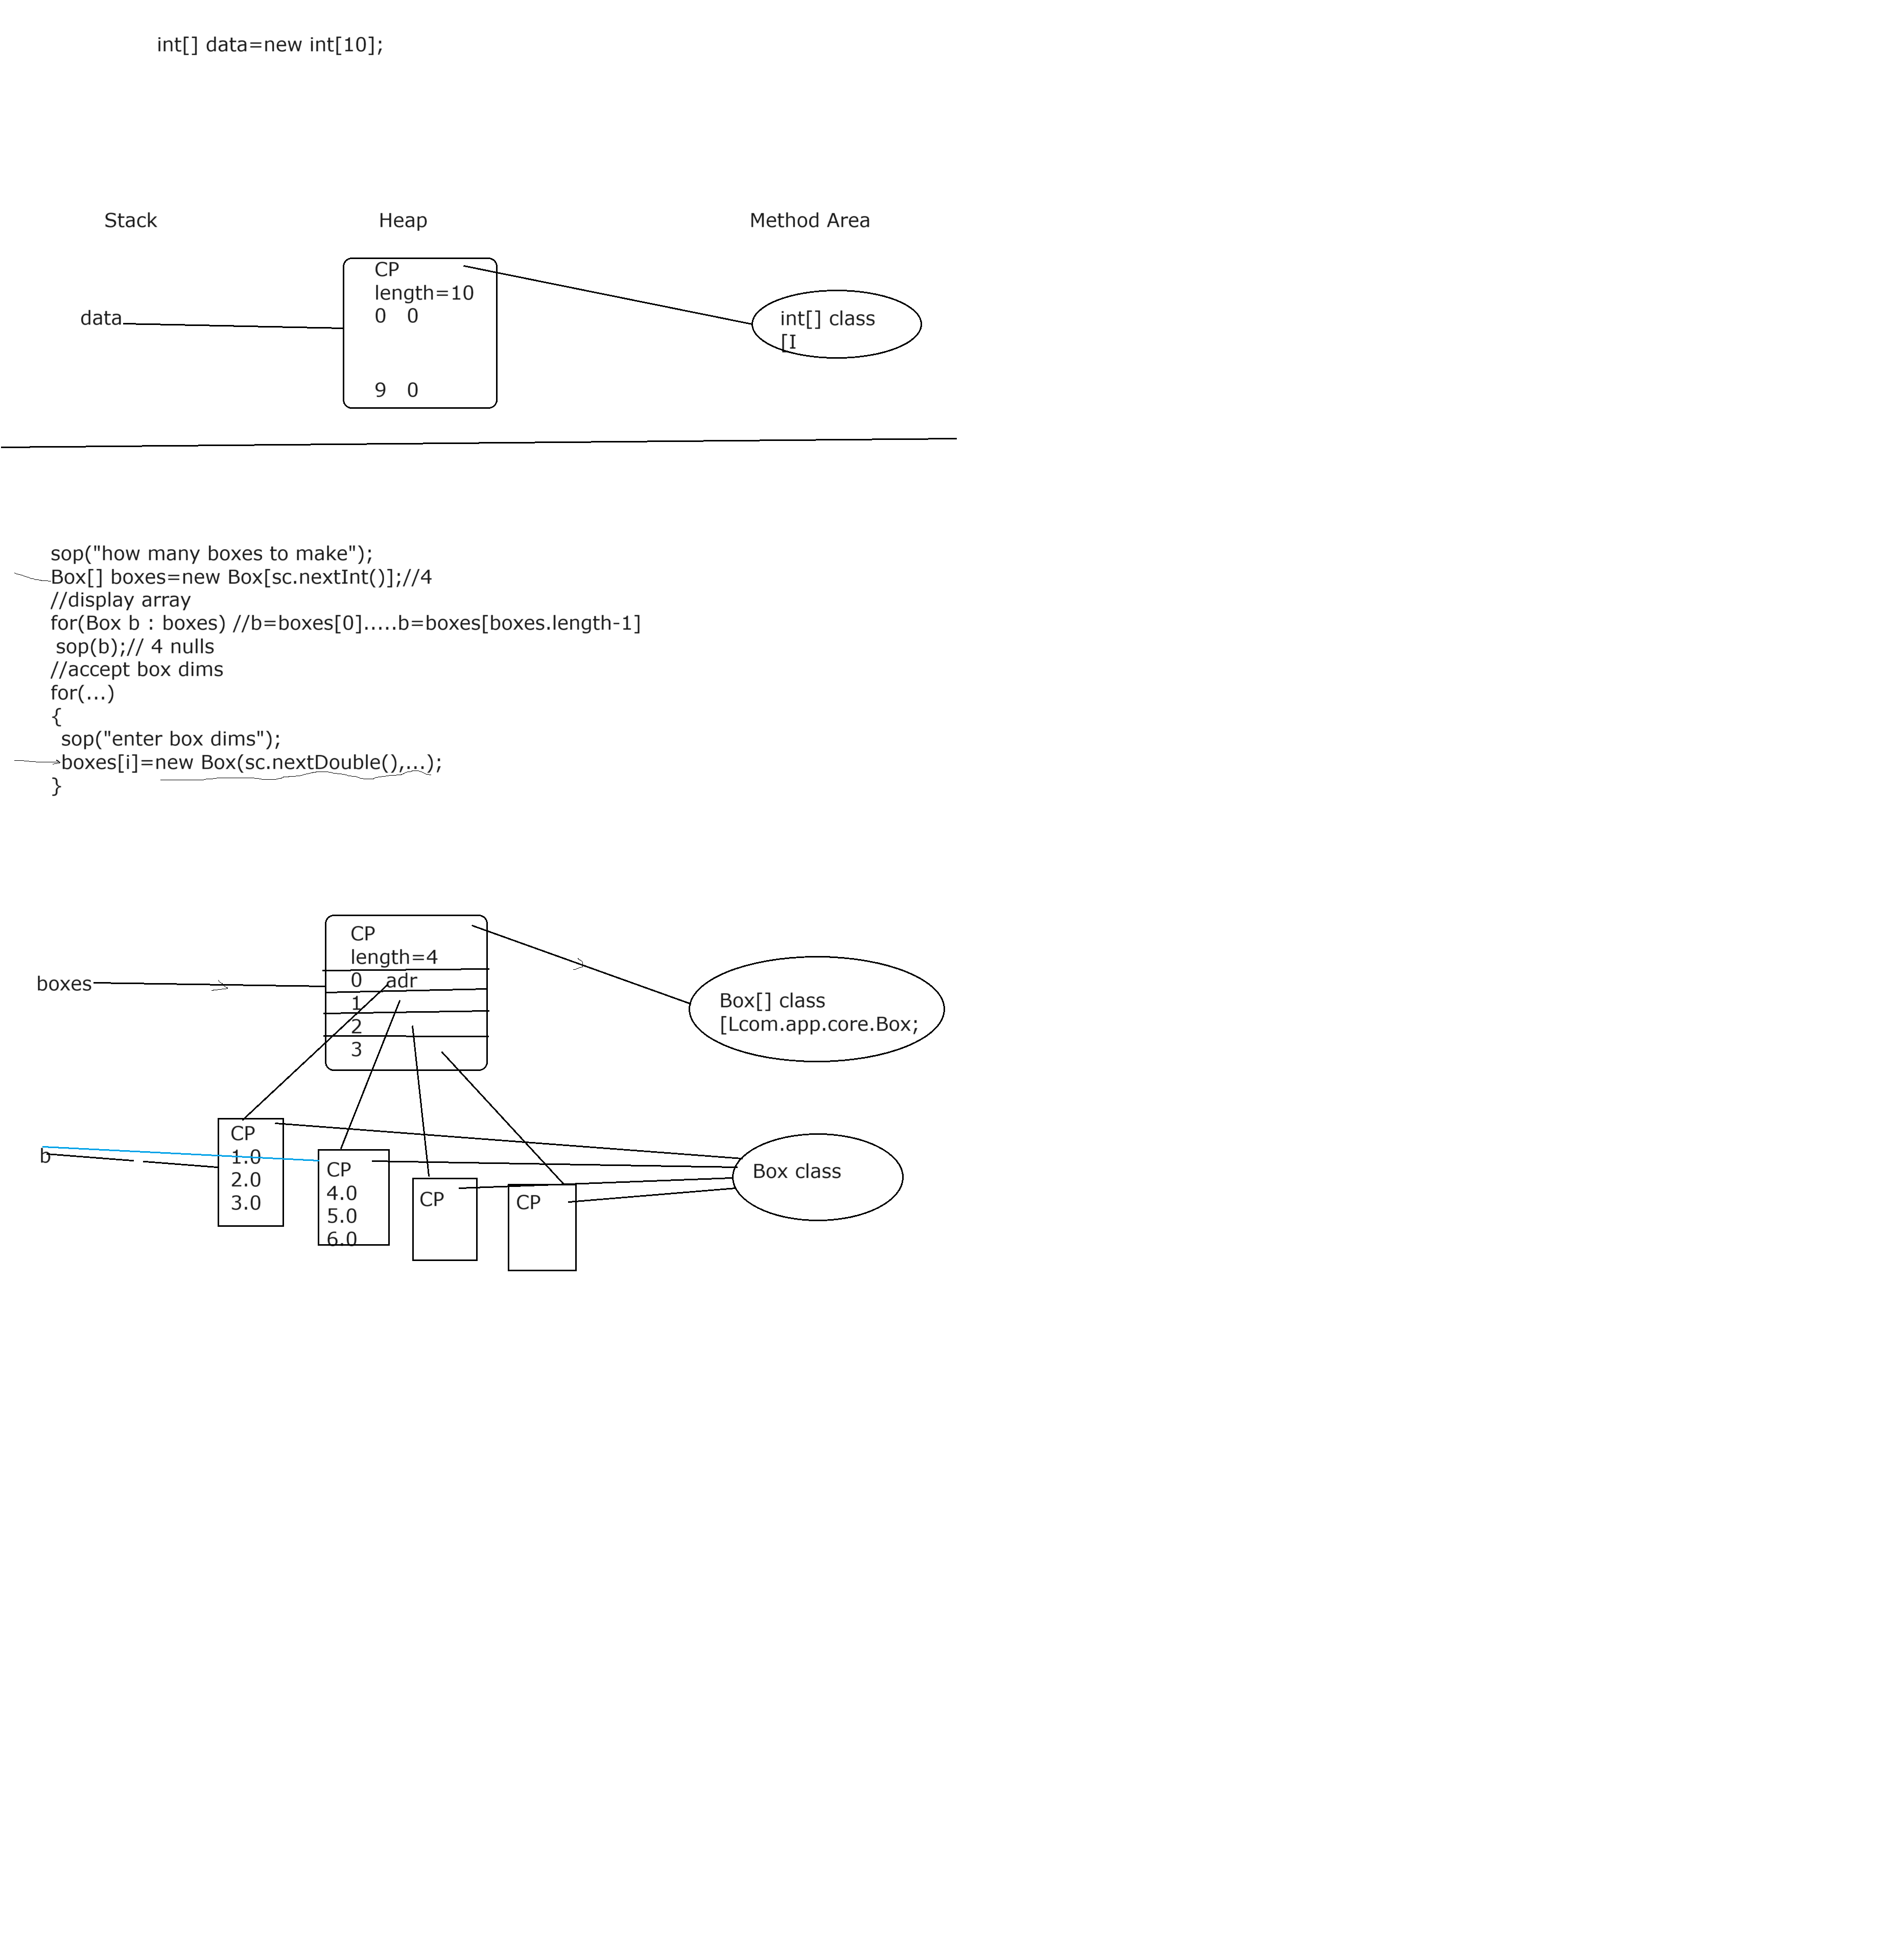 int[] data=new int[10];
Stack
Heap
Method Area
CP
length=10
0 0
9 0
data
int[] class
[I
sop("how many boxes to make");
Box[] boxes=new Box[sc.nextInt()];//4
//display array
for(Box b : boxes) //b=boxes[0].....b=boxes[boxes.length-1]
sop(b);// 4 nulls
//accept box dims
for(...)
{
sop("enter box dims");
boxes[i]=new Box(sc.nextDouble(),...);
}
boxes
CP
length=4
0 adr
1
2
3
Box[] class
[Lcom.app.core.Box;
b
CP
1.0
2.0
3.0
CP
4.0
5.0
6.0
CP
CP
Box class